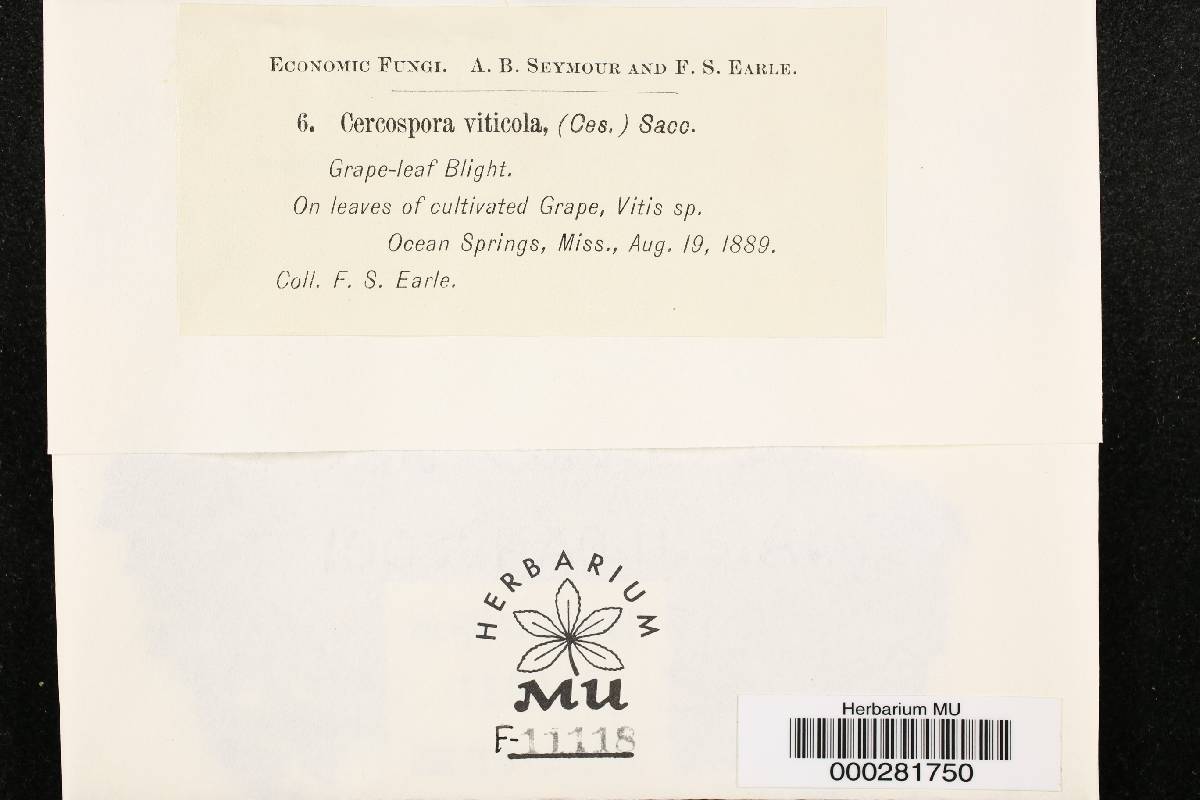 ECONOMIC FUNGI. A. B. SEYMOUR AND F. S. EARLE.
6. Cercospora viticola, (Ces.) Sacc.
Grape-leaf Blight.
On leaves of cultivated Grape, Vitis sp.
Ocean Springs, Miss., Aug. 19, 1889.
Coll. F. S. Earle.
HERBARIUM
MU
F-11118
Herbarium MU
000281750